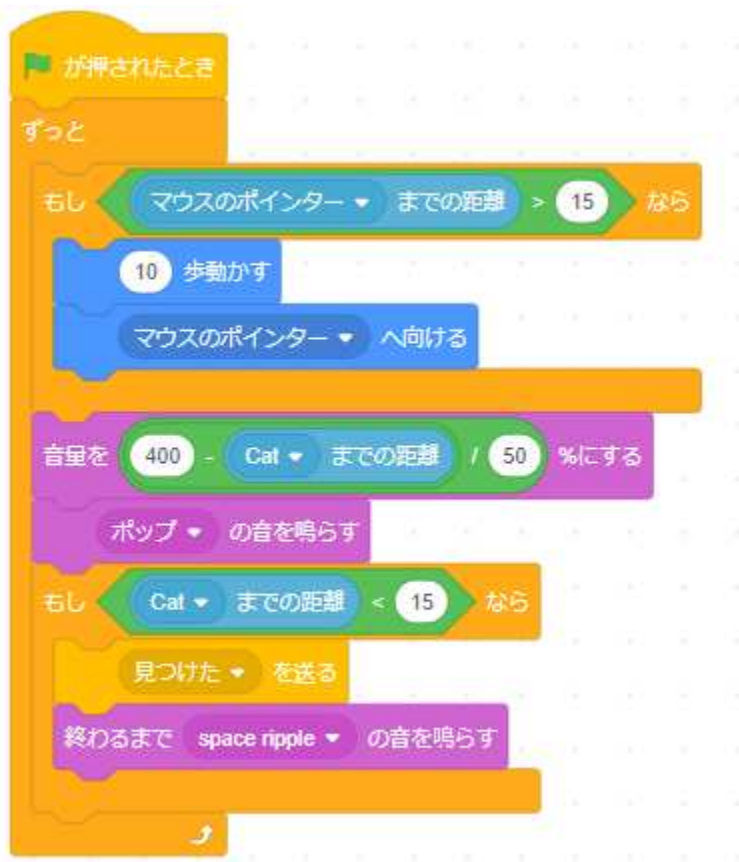 が押されたとき
ずっと
もし マウスのポインター までの距離 > 15 なら
10 歩動かす
マウスのポインター へ向ける
音量を 400 - Cat までの距離 / 50 %にする
ポップ の音を鳴らす
もし Cat までの距離 < 15 なら
見つけた を送る
終わるまで space ripple の音を鳴らす